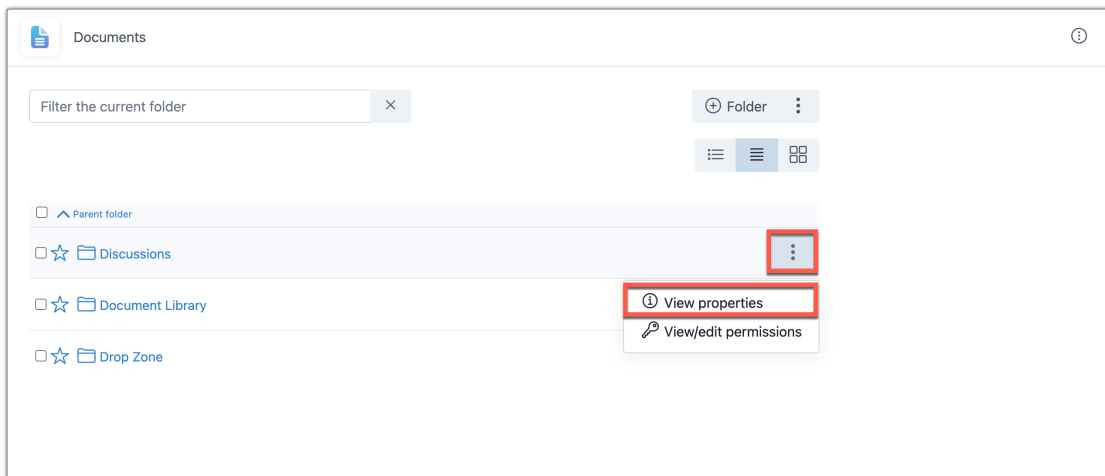 Documents
Filter the current folder
Folder
Parent folder
Discussions
Document Library
View properties
View/edit permissions
Drop Zone